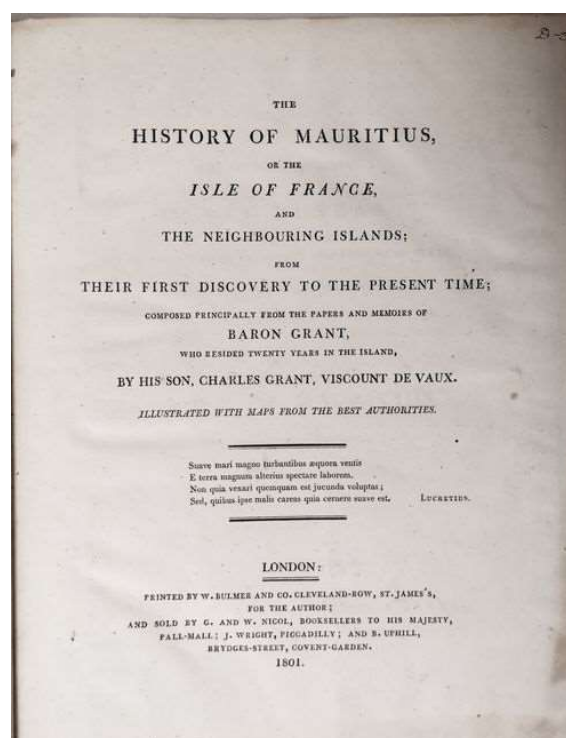 THE
HISTORY OF MAURITIUS,
OR THE
ISLE OF FRANCE,
AND
THE NEIGHBOURING ISLANDS;
FROM
THEIR FIRST DISCOVERY TO THE PRESENT TIME;
COMPOSED PRINCIPALLY FROM THE PAPERS AND MEMOIRS OF
BARON GRANT,
WHO RESIDED TWENTY YEARS IN THE ISLAND,
BY HIS SON, CHARLES GRANT, VISCOUNT DE VAUX.
ILLUSTRATED WITH MAPS FROM THE BEST AUTHORITIES.
Suave mari magno turbantibus æquora ventis
E terra magnum alterius spectare laborem.
Non quia vexari quemquam est jucunda voluptas;
Sed, quibus ipse malis careas quia cernere suave est. LUCRETIUS.
LONDON:
PRINTED BY W. BULMER AND CO. CLEVELAND-ROW, ST. JAMES'S,
FOR THE AUTHOR;
AND SOLD BY G. AND W. NICOL, BOOKSELLERS TO HIS MAJESTY,
PALL-MALL; J. WRIGHT, PICCADILLY; AND B. UPHILL,
BRYDGES-STREET, COVENT-GARDEN.
1801.